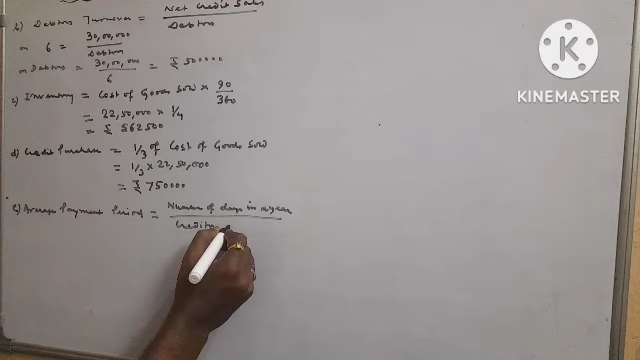 b) Debtors Turnover = Net Credit Sales / Debtors
or 6 = 30,00,000 / Debtors
or Debtors = 30,00,000 / 6 = ₹ 500000
c) Inventory = Cost of Goods Sold × 90 / 360
= 22,50,000 × 1/4
= ₹ 562500
d) Credit Purchase = 1/3 of Cost of Goods Sold
= 1/3 × 22,50,000
= ₹ 750000
e) Average Payment Period = Number of days in a year
K
KINEMASTER